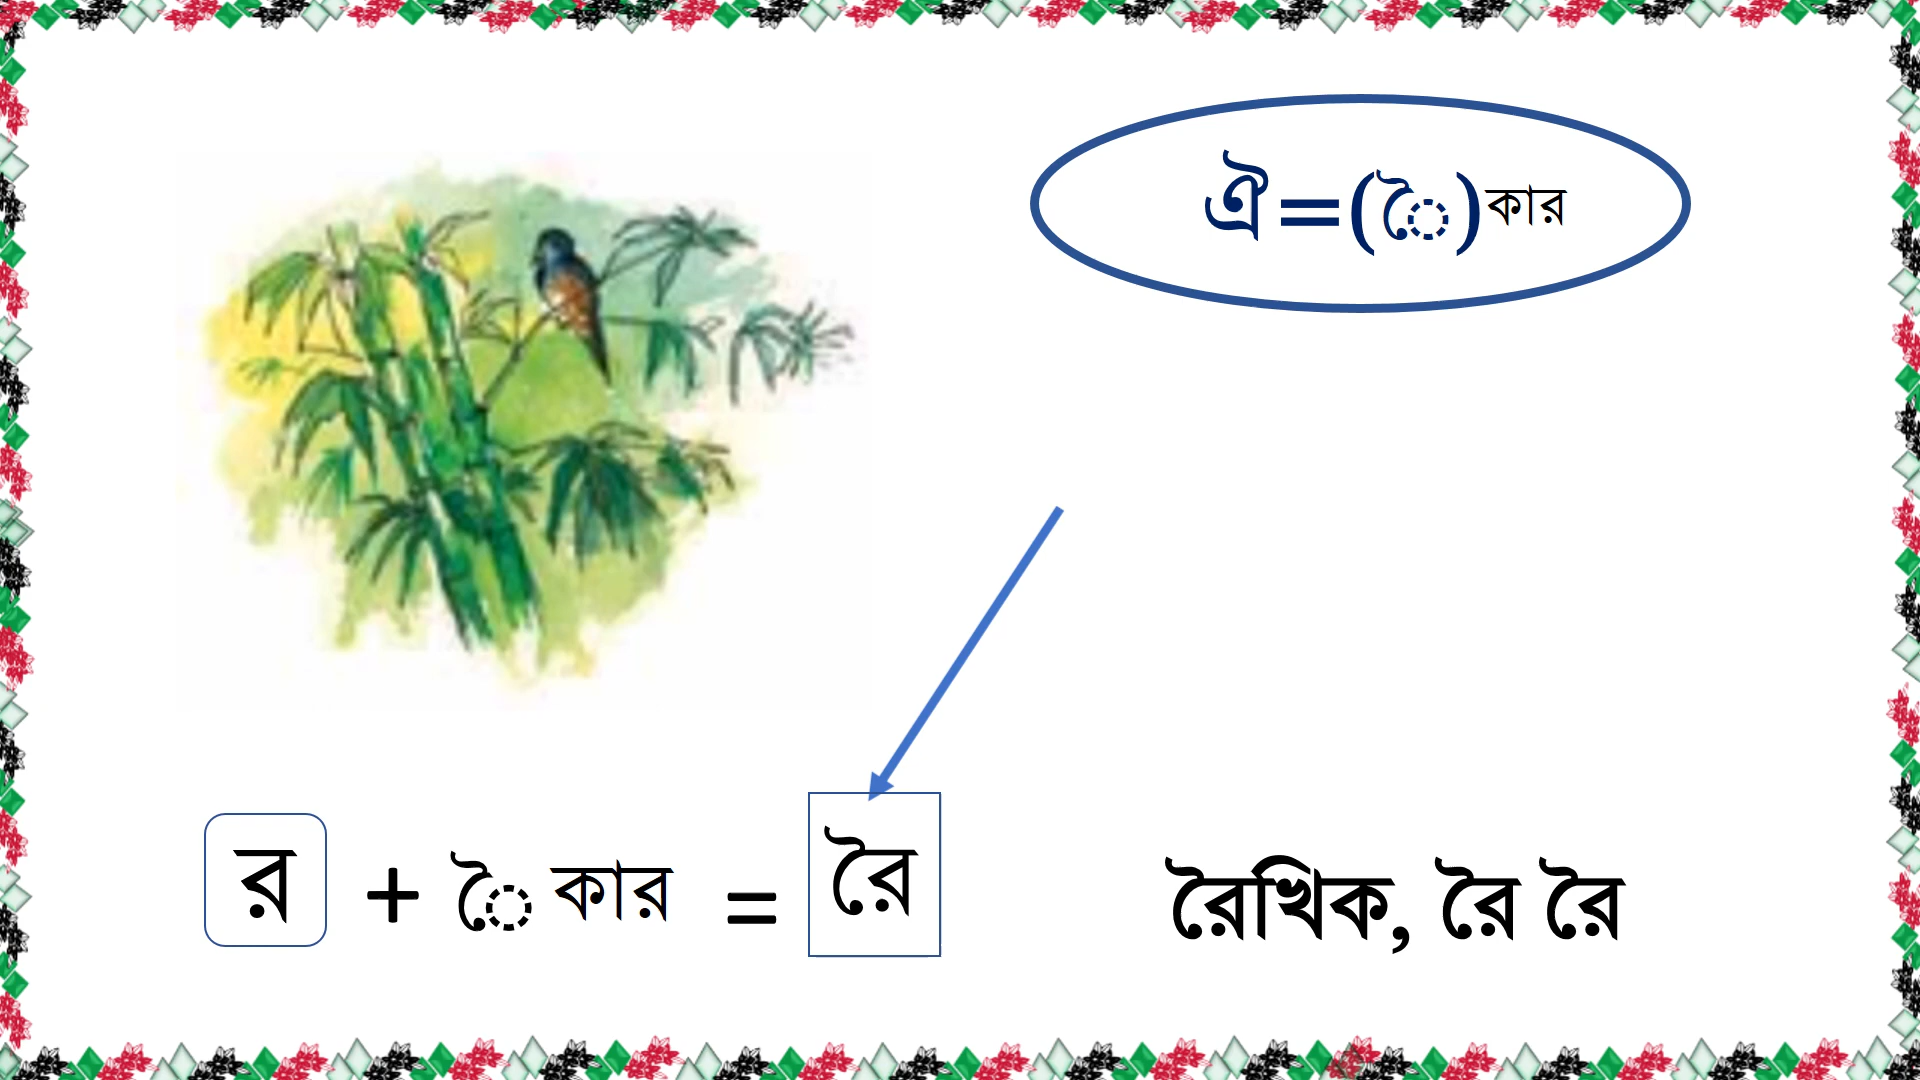 ঐ=(ৈ)কার
র + ৈ কার = রৈ
রৈখিক, রৈ রৈ